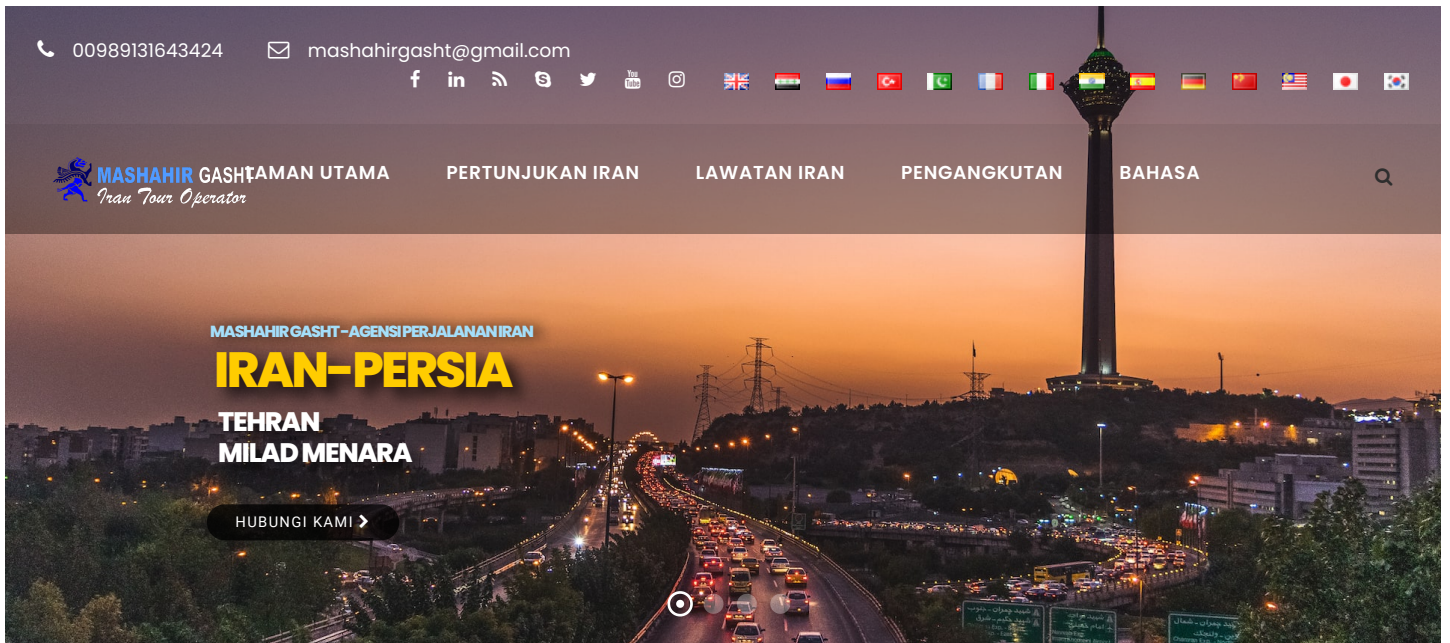 00989131643424
mashahirgasht@gmail.com
MASHAHIR GASHT
Iran Tour Operator
LAMAN UTAMA
PERTUNJUKAN IRAN
LAWATAN IRAN
PENGANGKUTAN
BAHASA
MASHAHIR GASHT - AGENSI PERJALANAN IRAN
IRAN-PERSIA
TEHRAN
MILAD MENARA
HUBUNGI KAMI